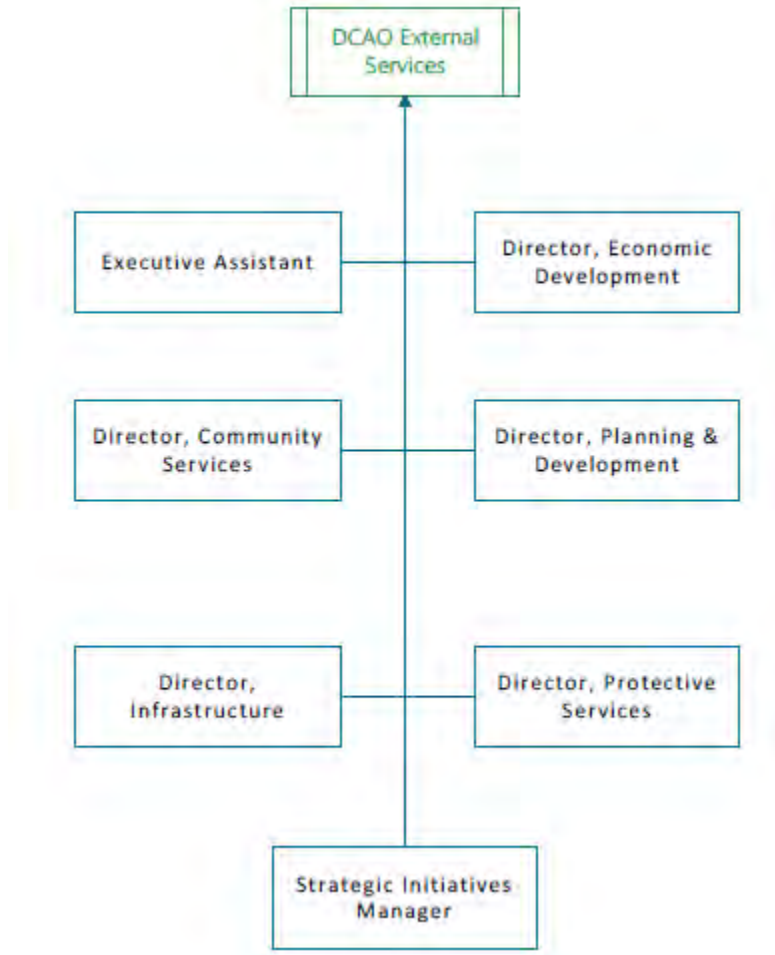 DCAO External
Services
Executive Assistant
Director, Economic
Development
Director, Community
Services
Director, Planning &
Development
Director,
Infrastructure
Director, Protective
Services
Strategic Initiatives
Manager